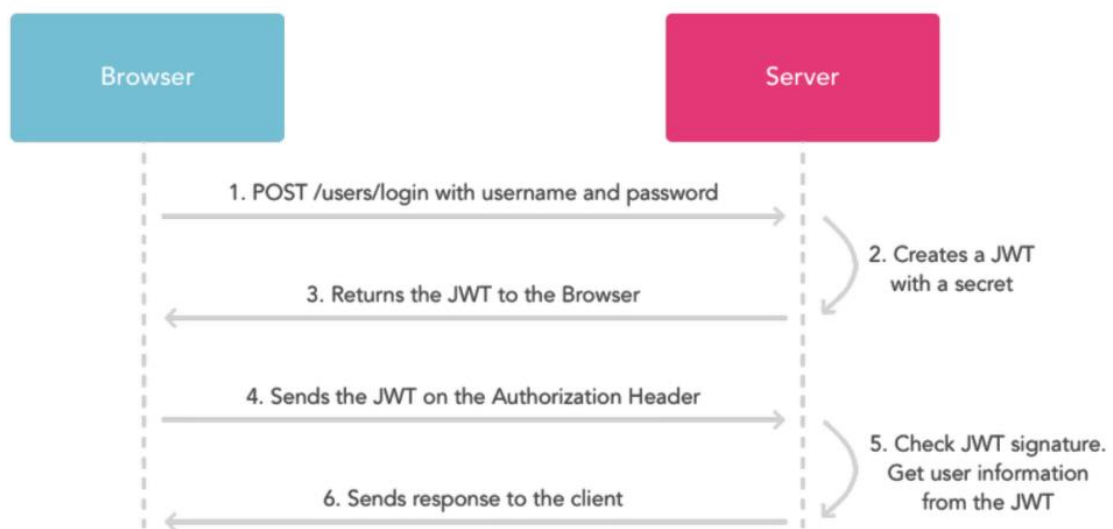 Browser
Server
1. POST /users/login with username and password
2. Creates a JWT
with a secret
3. Returns the JWT to the Browser
4. Sends the JWT on the Authorization Header
5. Check JWT signature.
Get user information
from the JWT
6. Sends response to the client